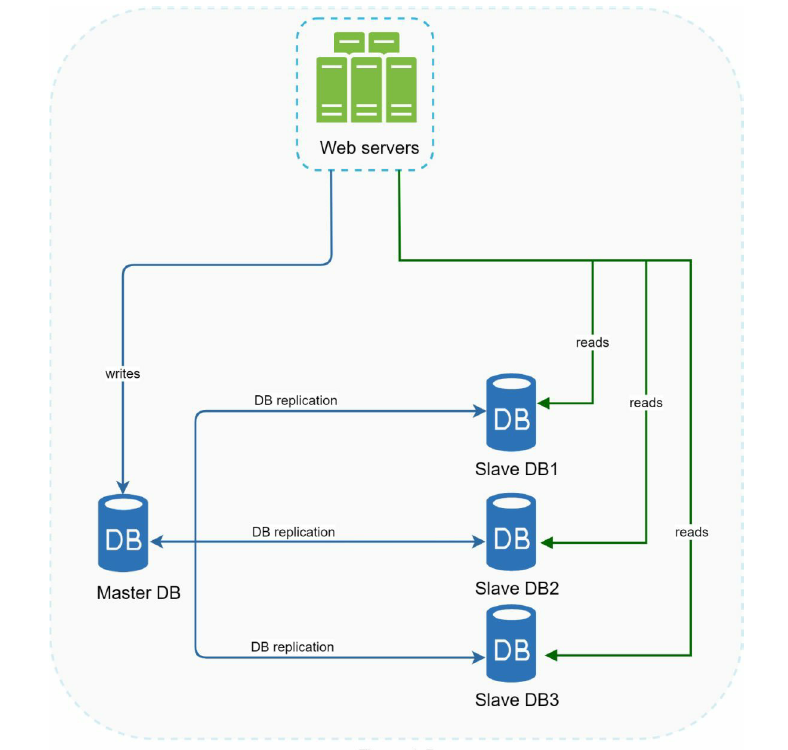 Web servers
reads
writes
DB replication
reads
DB
Slave DB1
DB replication
reads
DB
DB
Master DB
Slave DB2
DB replication
DB
Slave DB3